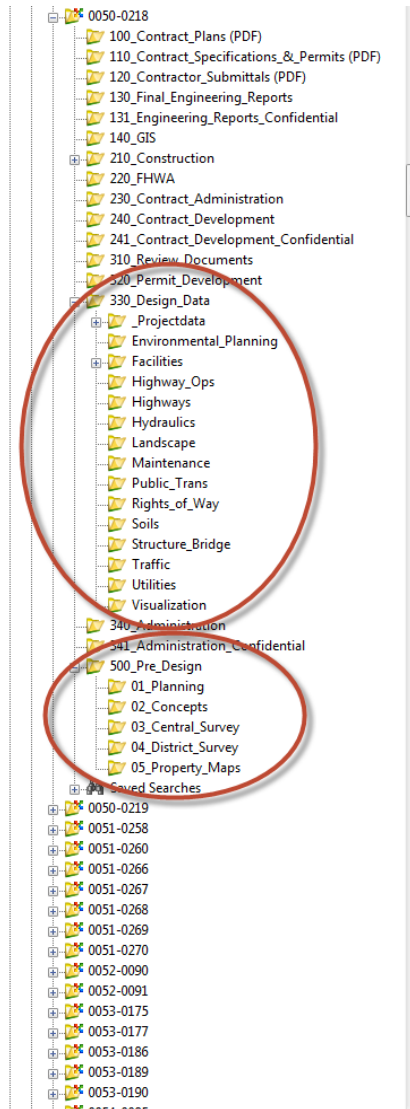 0050-0218
100_Contract_Plans (PDF)
110_Contract_Specifications_&_Permits (PDF)
120_Contractor_Submittals (PDF)
130_Final_Engineering_Reports
131_Engineering_Reports_Confidential
140_GIS
210_Construction
220_FHWA
230_Contract_Administration
240_Contract_Development
241_Contract_Development_Confidential
310_Review_Documents
320_Permit_Development
330_Design_Data
_Projectdata
Environmental_Planning
Facilities
Highway_Ops
Highways
Hydraulics
Landscape
Maintenance
Public_Trans
Rights_of_Way
Soils
Structure_Bridge
Traffic
Utilities
Visualization
340_Administration
341_Administration_Confidential
500_Pre_Design
01_Planning
02_Concepts
03_Central_Survey
04_District_Survey
05_Property_Maps
Saved Searches
0050-0219
0051-0258
0051-0260
0051-0266
0051-0267
0051-0268
0051-0269
0051-0270
0052-0090
0052-0091
0053-0175
0053-0177
0053-0186
0053-0189
0053-0190